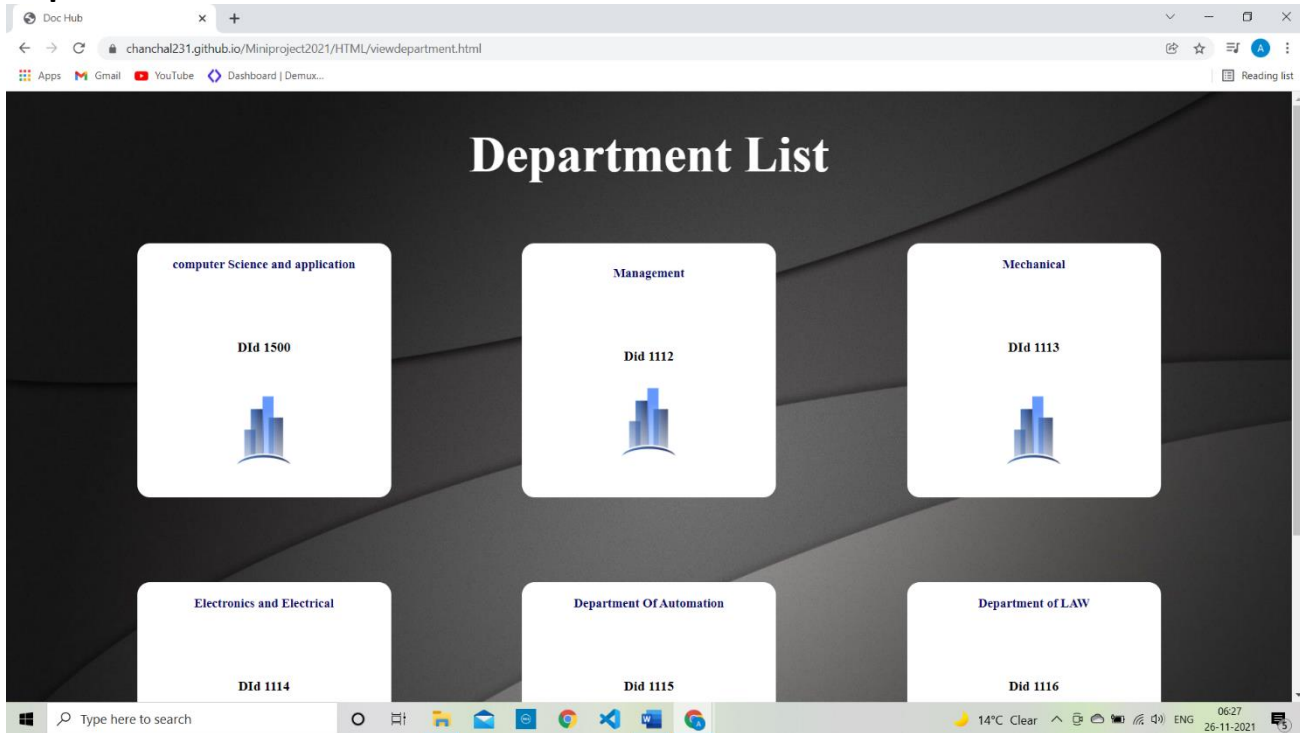 Doc Hub
chanchal231.github.io/Miniproject2021/HTML/viewdepartment.html
A
Apps Gmail YouTube Dashboard | Demux... Reading list
Department List
computer Science and application
Management
Mechanical
DId 1500
Did 1112
DId 1113
Electronics and Electrical
Department Of Automation
Department of LAW
DId 1114
Did 1115
Did 1116
Type here to search
14°C Clear
ENG
06:27
26-11-2021
5